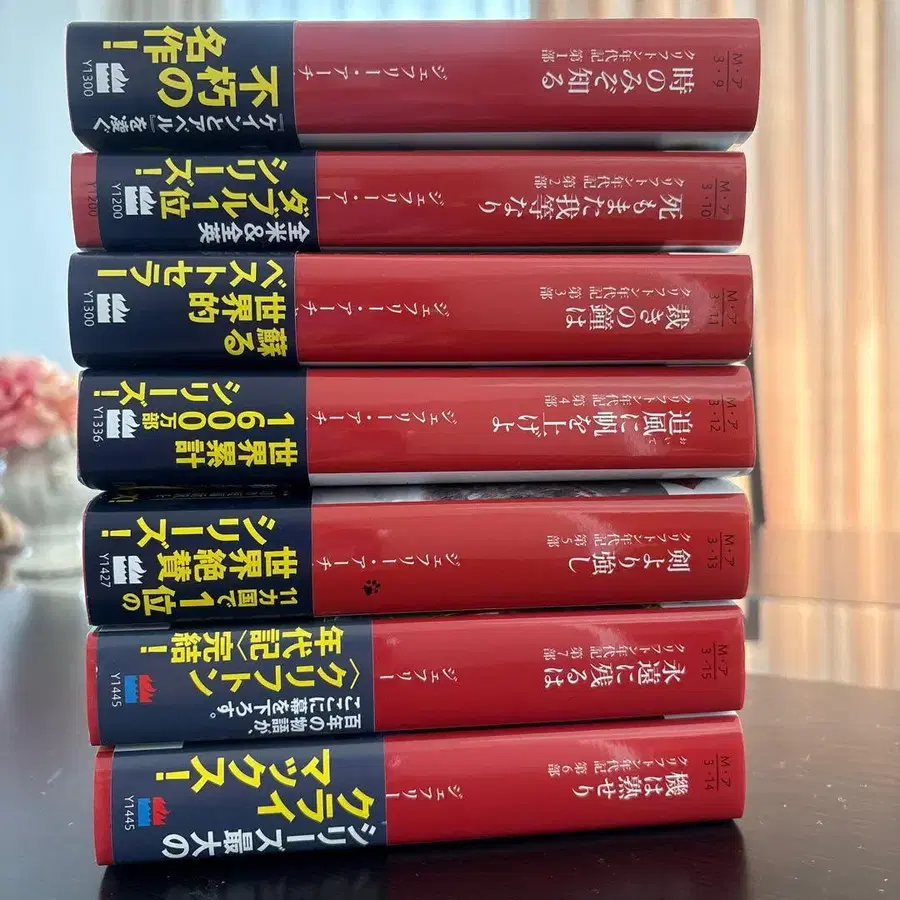 M・ア
3・9
時のみぞ知る
クリフトン年代記 第1部
ジェフリー・アーチ
『ケインとアベル』を凌ぐ
不朽の
名作!
Y1300
M・ア
3・10
死もまた我等なり
クリフトン年代記 第2部
ジェフリー・アー
全米&全英
ダブル1位
シリーズ!
Y1200
Y1200
M・ア
3・11
裁きの鐘は
クリフトン年代記 第3部
ジェフリー・アーチ
蘇る
世界的
ベストセラー
Y1300
M・ア
3・12
追風に帆を上げよ
おいて
クリフトン年代記 第4部
ジェフリー・アーチ
世界累計
1600万部
シリーズ!
Y1336
M・ア
3・13
剣より強し
クリフトン年代記 第5部
ジェフリー・アーチ
11カ国で1位の
世界絶賛
シリーズ!
Y1427
M・ア
3・15
永遠に残るは
クリフトン年代記 第7部
ジェフリー
百年の物語が、
ここに幕を下ろす。
〈クリフトン
年代記〉完結!
Y1445
M・ア
3・14
機は熟せり
クリフトン年代記 第6部
ジェフリー
シリーズ最大の
クライ
マックス!
Y1445